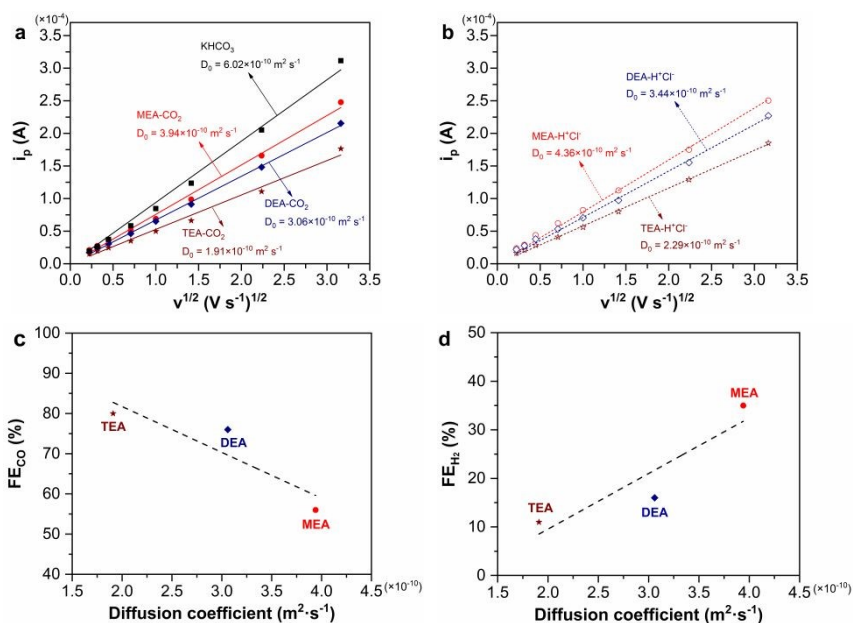 a
(×10⁻⁴)
3.5
3.0
2.5
2.0
1.5
1.0
0.5
0.0
iₚ (A)
KHCO₃
D₀ = 6.02×10⁻¹⁰ m² s⁻¹
MEA-CO₂
D₀ = 3.94×10⁻¹⁰ m² s⁻¹
DEA-CO₂
D₀ = 3.06×10⁻¹⁰ m² s⁻¹
TEA-CO₂
D₀ = 1.91×10⁻¹⁰ m² s⁻¹
0.0 0.5 1.0 1.5 2.0 2.5 3.0 3.5
v^1/2 (V s⁻¹)^1/2
b
(×10⁻⁴)
3.5
3.0
2.5
2.0
1.5
1.0
0.5
0.0
iₚ (A)
DEA-H⁺Cl⁻
D₀ = 3.44×10⁻¹⁰ m² s⁻¹
MEA-H⁺Cl⁻
D₀ = 4.36×10⁻¹⁰ m² s⁻¹
TEA-H⁺Cl⁻
D₀ = 2.29×10⁻¹⁰ m² s⁻¹
0.0 0.5 1.0 1.5 2.0 2.5 3.0 3.5
v^1/2 (V s⁻¹)^1/2
c
100
90
80
70
60
50
40
FE_CO (%)
TEA
DEA
MEA
1.5 2.0 2.5 3.0 3.5 4.0 4.5 (×10⁻¹⁰)
Diffusion coefficient (m²·s⁻¹)
d
50
40
30
20
10
0
FE_H₂ (%)
MEA
TEA
DEA
1.5 2.0 2.5 3.0 3.5 4.0 4.5 (×10⁻¹⁰)
Diffusion coefficient (m²·s⁻¹)